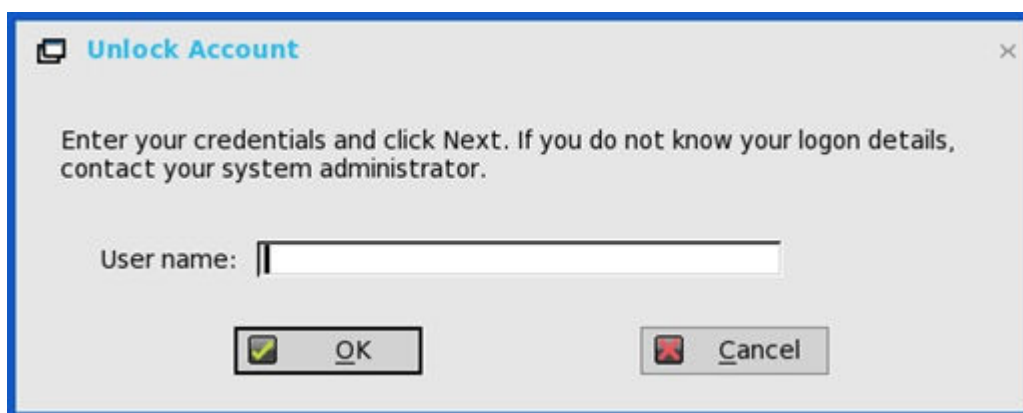 Unlock Account
Enter your credentials and click Next. If you do not know your logon details,
contact your system administrator.
User name:
OK
Cancel